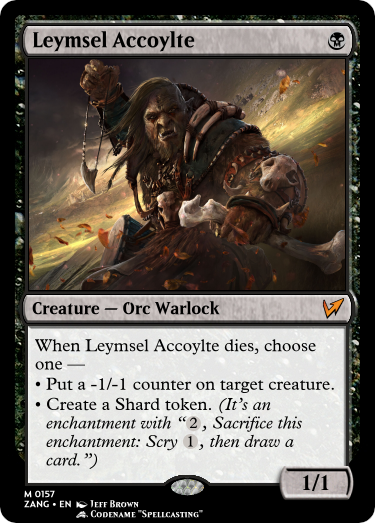 Leymsel Accoylte
Creature — Orc Warlock
When Leymsel Accoylte dies, choose
one —
• Put a -1/-1 counter on target creature.
• Create a Shard token. (It's an
enchantment with “2, Sacrifice this
enchantment: Scry 1, then draw a
card.”)
1/1
M 0157
ZANG • EN Jeff Brown
Codename "Spellcasting"